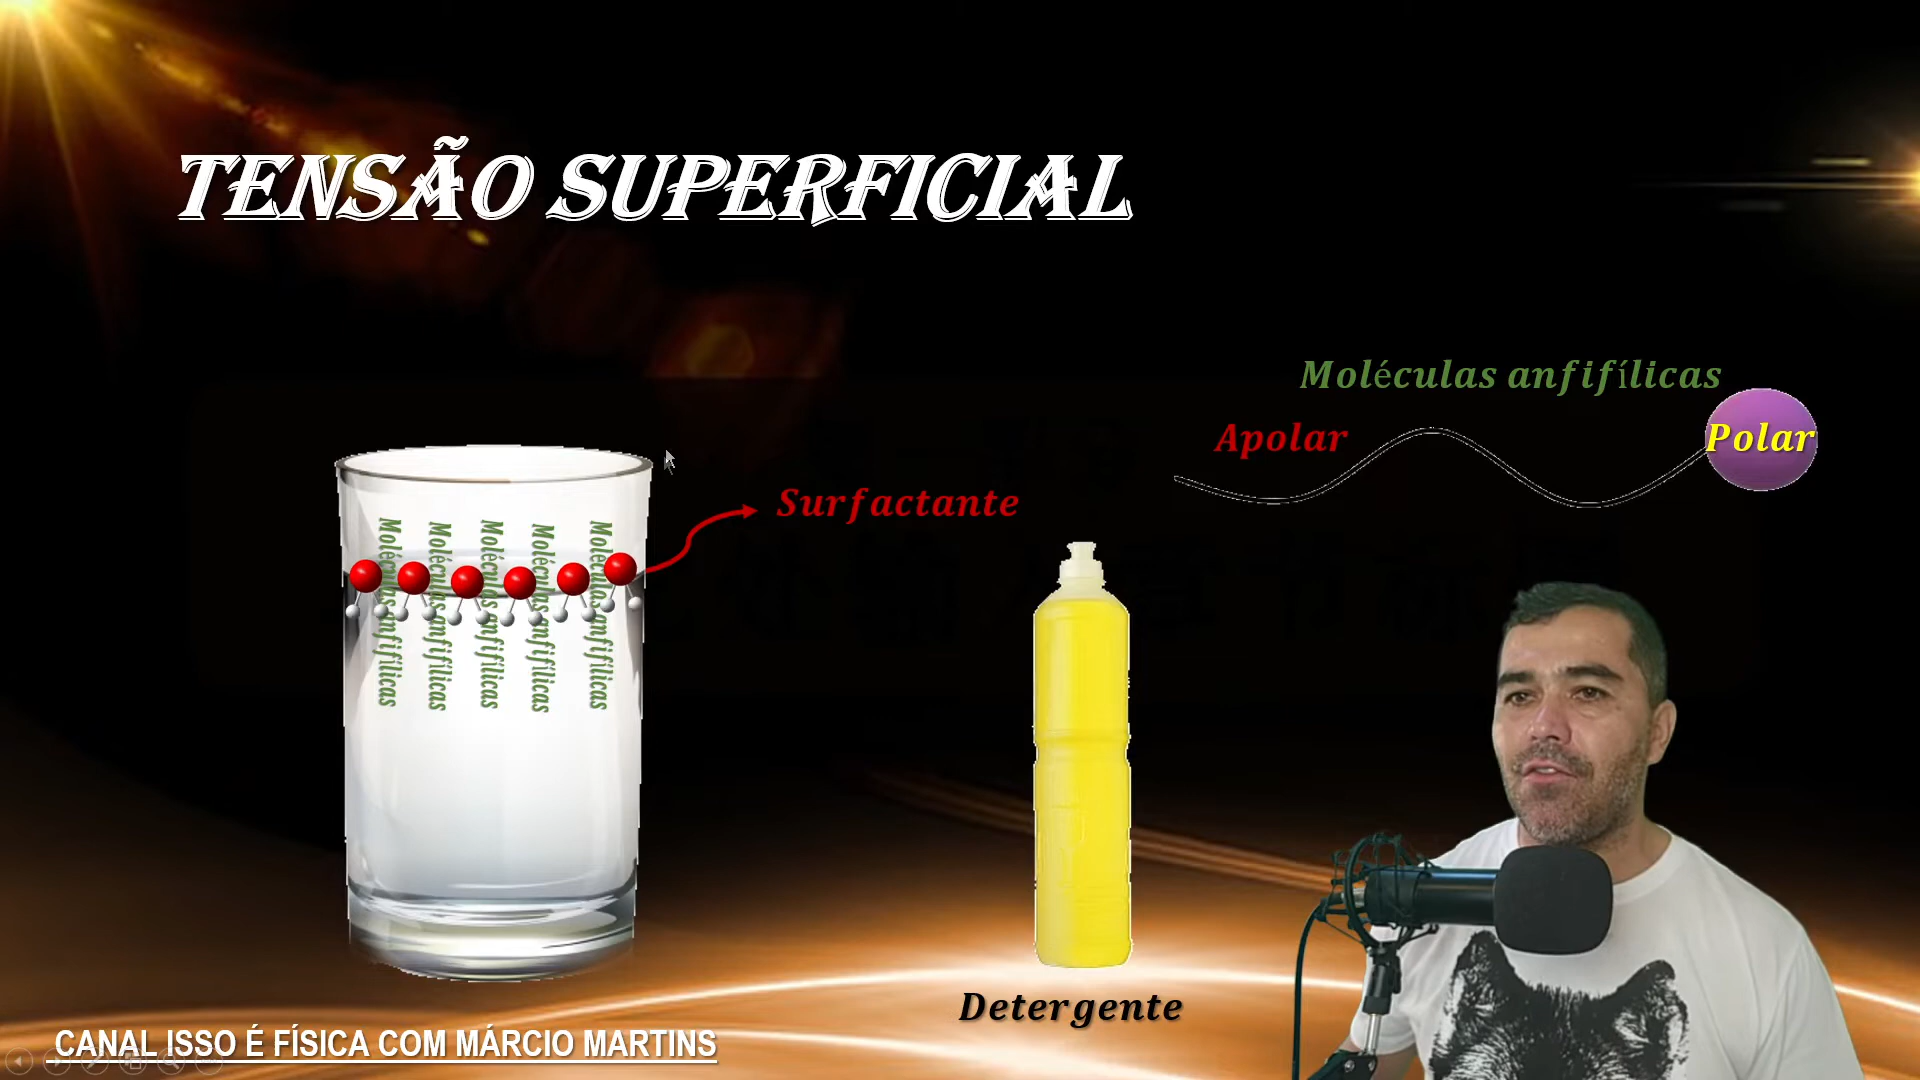 TENSÃO SUPERFICIAL
Moléculas anfifílicas
Apolar
Polar
Surfactante
Moléculas anfifílicas
Moléculas anfifílicas
Moléculas anfifílicas
Moléculas anfifílicas
Moléculas anfifílicas
Detergente
CANAL ISSO É FÍSICA COM MÁRCIO MARTINS